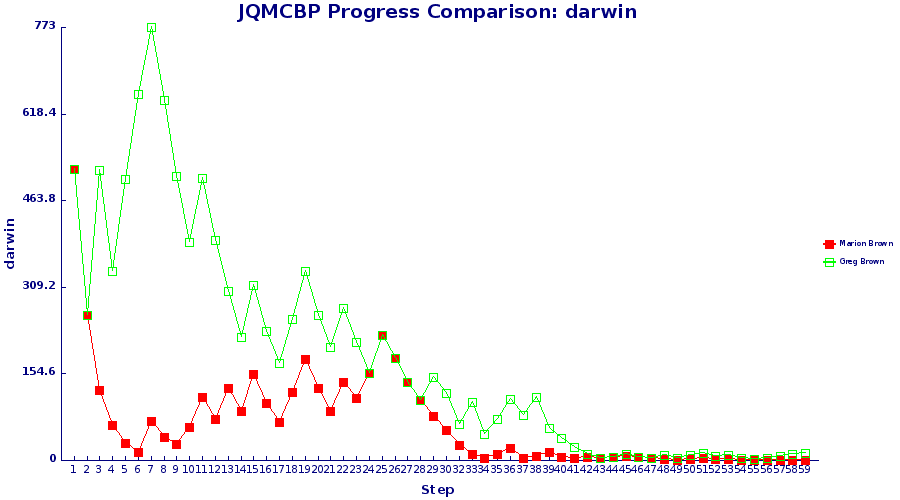 JQMCBP Progress Comparison: darwin
773
618.4
463.8
309.2
154.6
0
darwin
1 2 3 4 5 6 7 8 9 10 11 12 13 14 15 16 17 18 19 20 21 22 23 24 25 26 27 28 29 30 32 33 34 35 36 37 38 39 40 41 42 43 44 45 46 47 48 49 50 51 52 53 54 55 56 57 58 59
Step
Marion Brown
Greg Brown